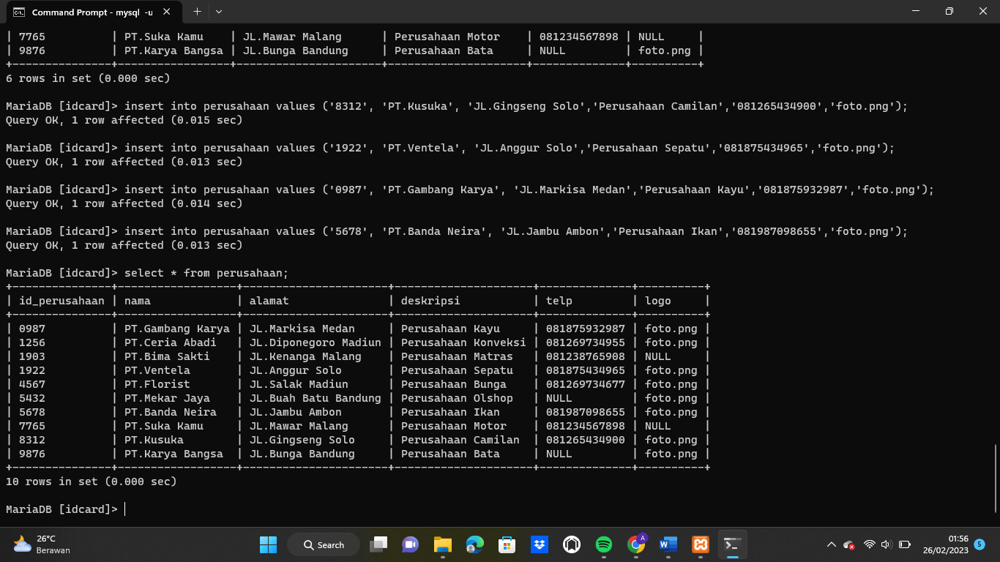 Command Prompt - mysql -u
| 7765          | PT.Suka Kamu    | JL.Mawar Malang      | Perusahaan Motor    | 081234567898 | NULL     |
| 9876          | PT.Karya Bangsa | JL.Bunga Bandung     | Perusahaan Bata     | NULL         | foto.png |
+---------------+-----------------+----------------------+---------------------+--------------+----------+
6 rows in set (0.000 sec)
MariaDB [idcard]> insert into perusahaan values ('8312', 'PT.Kusuka', 'JL.Gingseng Solo','Perusahaan Camilan','081265434900','foto.png');
Query OK, 1 row affected (0.015 sec)
MariaDB [idcard]> insert into perusahaan values ('1922', 'PT.Ventela', 'JL.Anggur Solo','Perusahaan Sepatu','081875434965','foto.png');
Query OK, 1 row affected (0.013 sec)
MariaDB [idcard]> insert into perusahaan values ('0987', 'PT.Gambang Karya', 'JL.Markisa Medan','Perusahaan Kayu','081875932987','foto.png');
Query OK, 1 row affected (0.014 sec)
MariaDB [idcard]> insert into perusahaan values ('5678', 'PT.Banda Neira', 'JL.Jambu Ambon','Perusahaan Ikan','081987098655','foto.png');
Query OK, 1 row affected (0.013 sec)
MariaDB [idcard]> select * from perusahaan;
+---------------+------------------+----------------------+---------------------+--------------+----------+
| id_perusahaan | nama             | alamat               | deskripsi           | telp         | logo     |
+---------------+------------------+----------------------+---------------------+--------------+----------+
| 0987          | PT.Gambang Karya | JL.Markisa Medan     | Perusahaan Kayu     | 081875932987 | foto.png |
| 1256          | PT.Ceria Abadi   | JL.Diponegoro Madiun | Perusahaan Konveksi | 081269734955 | foto.png |
| 1903          | PT.Bima Sakti    | JL.Kenanga Malang    | Perusahaan Matras   | 081238765908 | NULL     |
| 1922          | PT.Ventela       | JL.Anggur Solo       | Perusahaan Sepatu   | 081875434965 | foto.png |
| 4567          | PT.Florist       | JL.Salak Madiun      | Perusahaan Bunga    | 081269734677 | foto.png |
| 5432          | PT.Mekar Jaya    | JL.Buah Batu Bandung | Perusahaan Olshop   | NULL         | foto.png |
| 5678          | PT.Banda Neira   | JL.Jambu Ambon       | Perusahaan Ikan     | 081987098655 | foto.png |
| 7765          | PT.Suka Kamu     | JL.Mawar Malang      | Perusahaan Motor    | 081234567898 | NULL     |
| 8312          | PT.Kusuka        | JL.Gingseng Solo     | Perusahaan Camilan  | 081265434900 | foto.png |
| 9876          | PT.Karya Bangsa  | JL.Bunga Bandung     | Perusahaan Bata     | NULL         | foto.png |
+---------------+------------------+----------------------+---------------------+--------------+----------+
10 rows in set (0.000 sec)
MariaDB [idcard]>
26°C
Berawan
Search
A
01:56
26/02/2023
5